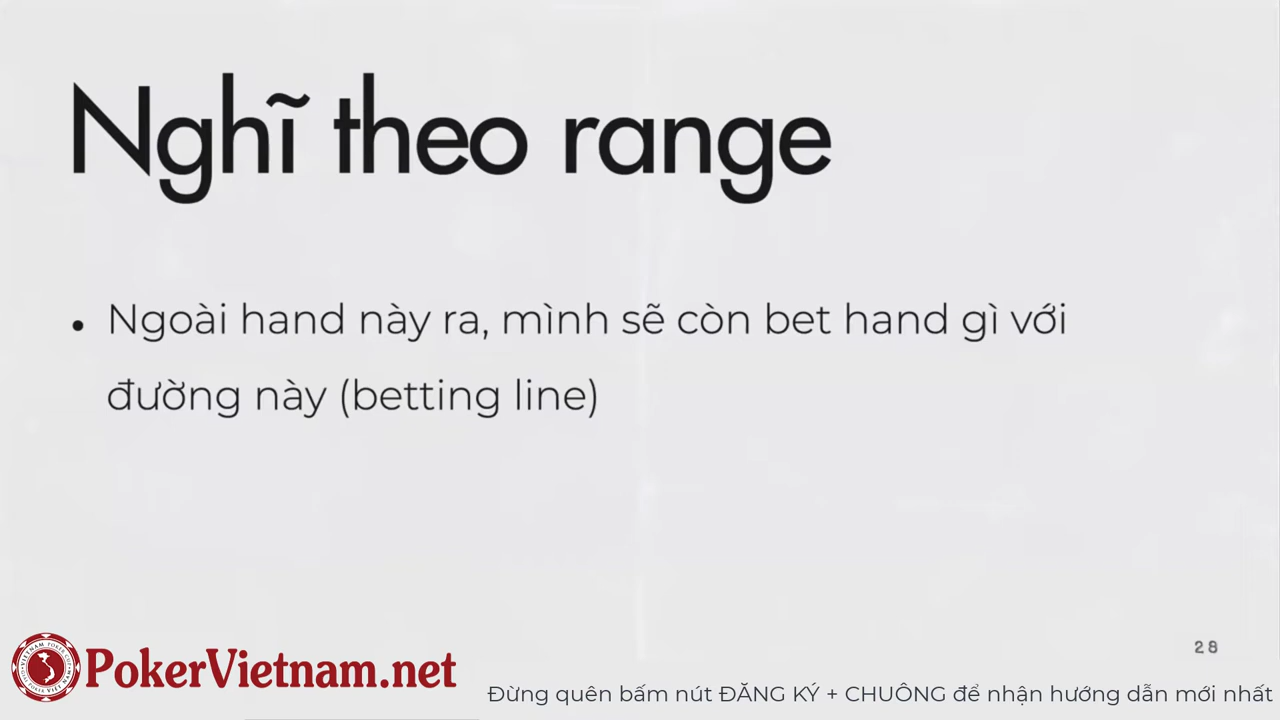 Nghĩ theo range
• Ngoài hand này ra, mình sẽ còn bet hand gì với
đường này (betting line)
28
PokerVietnam.net
Đừng quên bấm nút ĐĂNG KÝ + CHUÔNG để nhận hướng dẫn mới nhất